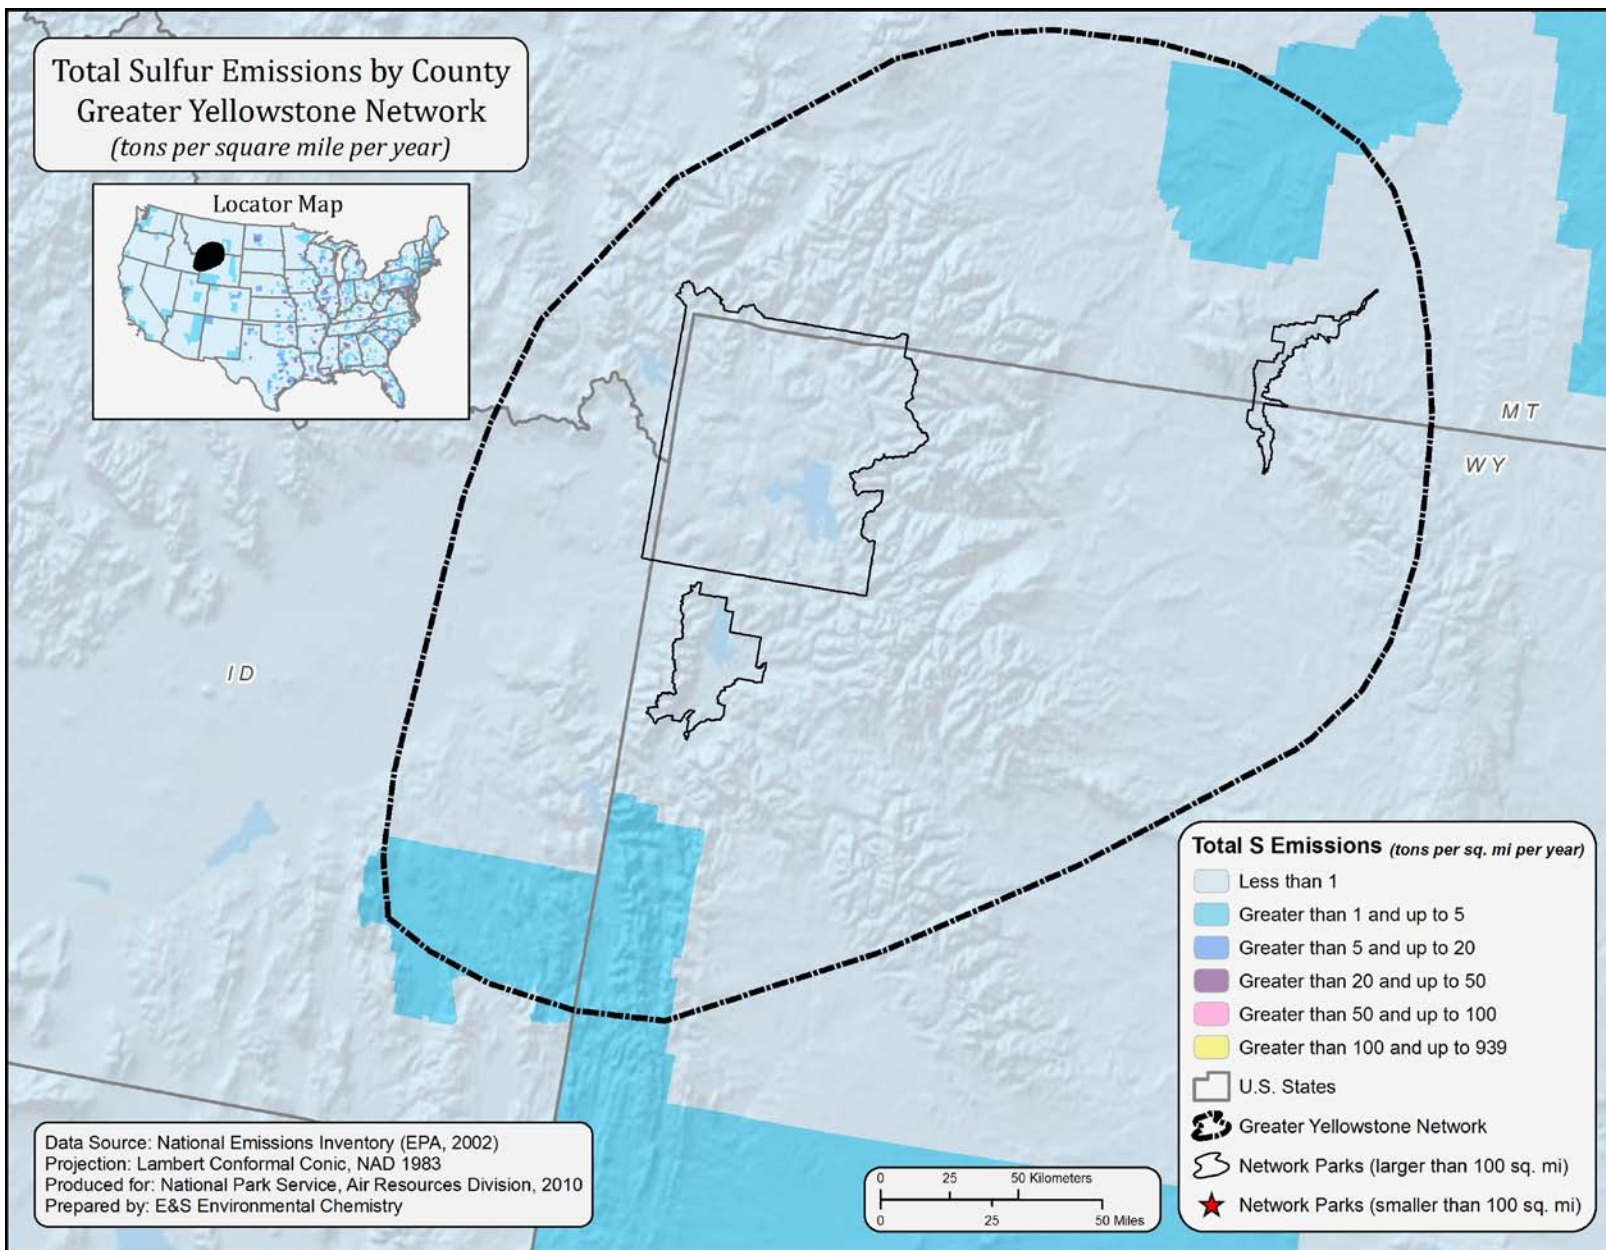 Total Sulfur Emissions by County
Greater Yellowstone Network
(tons per square mile per year)
Locator Map
MT
WY
ID
Total S Emissions (tons per sq. mi per year)
Less than 1
Greater than 1 and up to 5
Greater than 5 and up to 20
Greater than 20 and up to 50
Greater than 50 and up to 100
Greater than 100 and up to 939
U.S. States
Greater Yellowstone Network
Network Parks (larger than 100 sq. mi)
Network Parks (smaller than 100 sq. mi)
Data Source: National Emissions Inventory (EPA, 2002)
Projection: Lambert Conformal Conic, NAD 1983
Produced for: National Park Service, Air Resources Division, 2010
Prepared by: E&S Environmental Chemistry
0 25 50 Kilometers
0 25 50 Miles